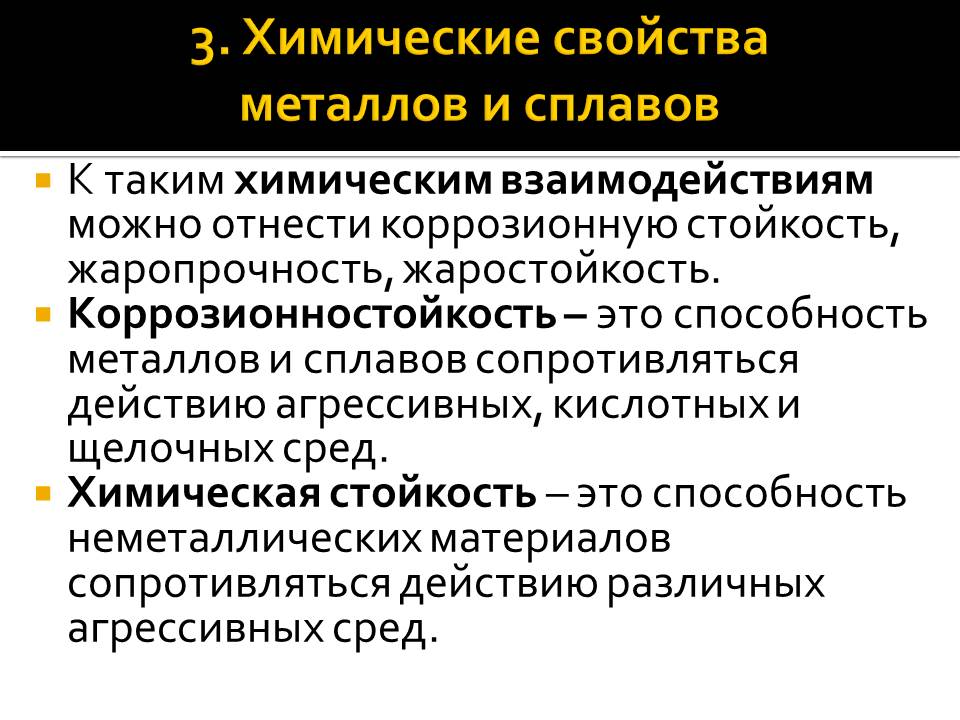 3. Химические свойства
металлов и сплавов
К таким химическим взаимодействиям
можно отнести коррозионную стойкость,
жаропрочность, жаростойкость.
Коррозионностойкость – это способность
металлов и сплавов сопротивляться
действию агрессивных, кислотных и
щелочных сред.
Химическая стойкость – это способность
неметаллических материалов
сопротивляться действию различных
агрессивных сред.